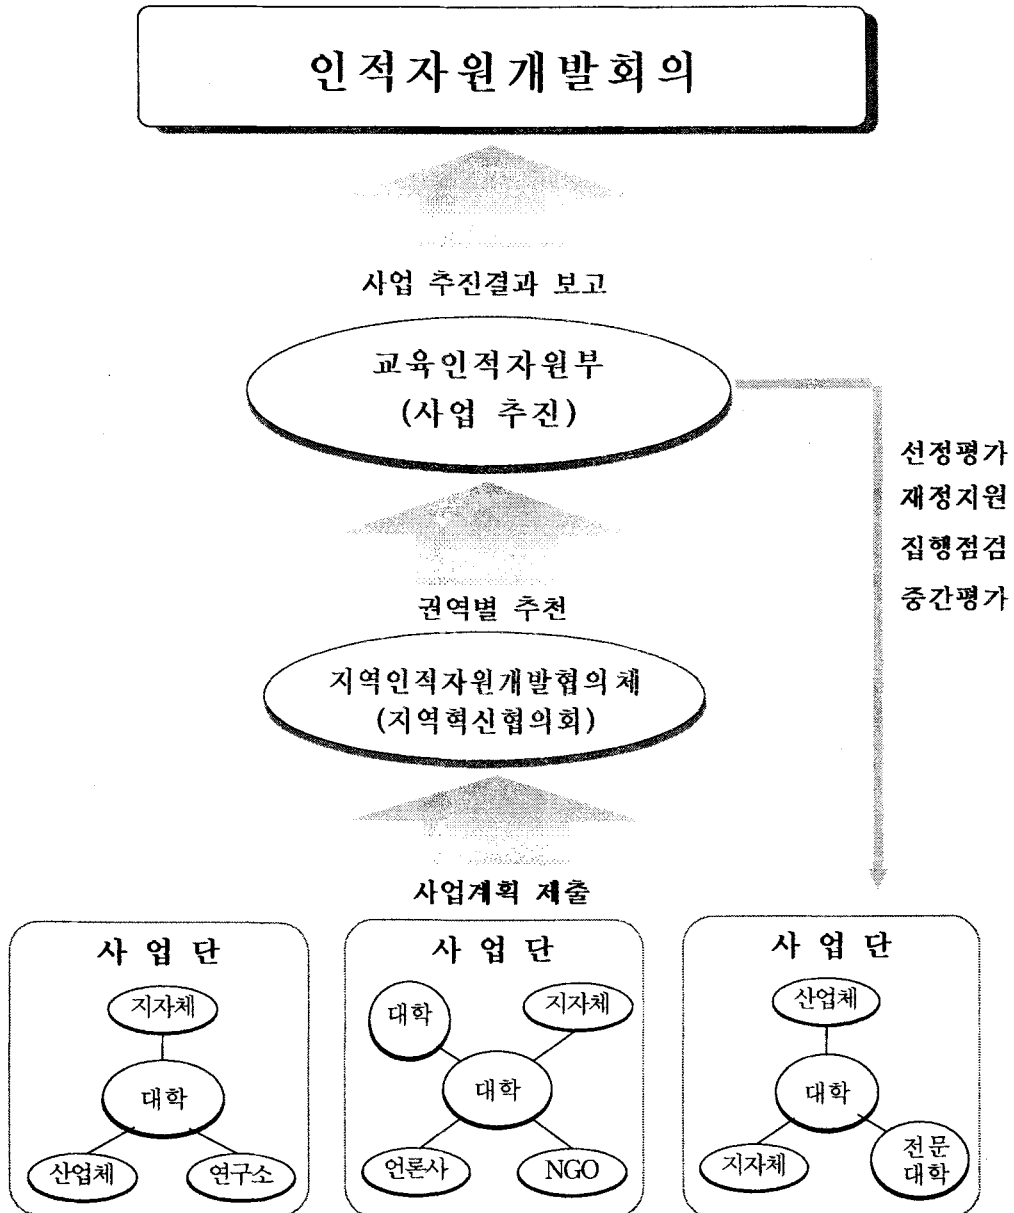 인적자원개발회의
사업 추진결과 보고
교육인적자원부
(사업 추진)
선정평가
재정지원
집행점검
중간평가
권역별 추천
지역인적자원개발협의체
(지역혁신협의회)
사업계획 제출
사 업 단
지자체
대학
산업체
연구소
사 업 단
대학
지자체
대학
언론사
NGO
사 업 단
산업체
대학
지자체
전문
대학